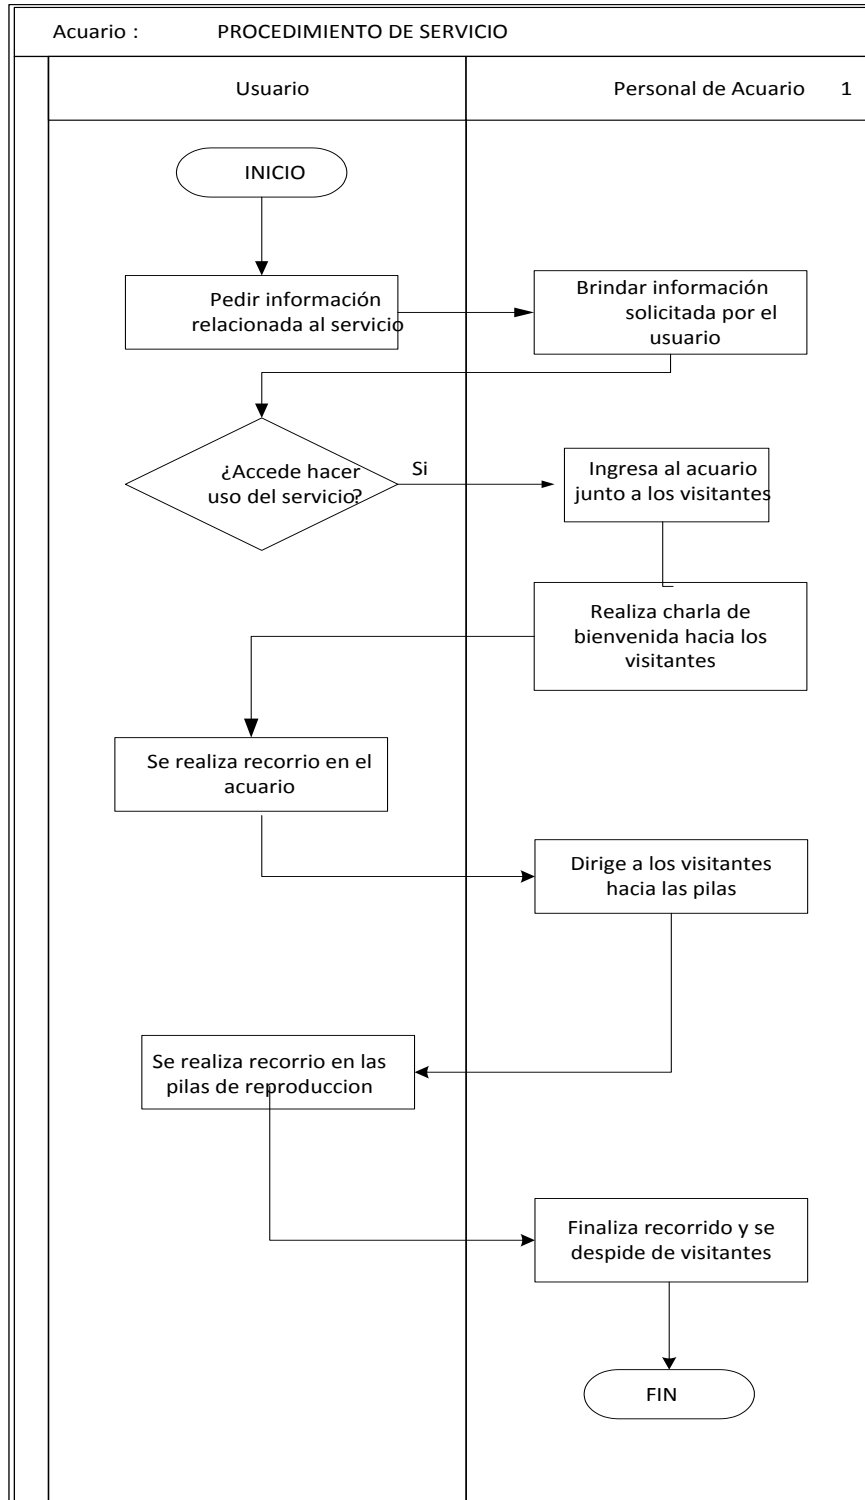 Acuario : PROCEDIMIENTO DE SERVICIO
Usuario
Personal de Acuario 1
INICIO
Pedir información
relacionada al servicio
Brindar información
solicitada por el
usuario
¿Accede hacer
uso del servicio?
Si
Ingresa al acuario
junto a los visitantes
Realiza charla de
bienvenida hacia los
visitantes
Se realiza recorrio en el
acuario
Dirige a los visitantes
hacia las pilas
Se realiza recorrio en las
pilas de reproduccion
Finaliza recorrido y se
despide de visitantes
FIN